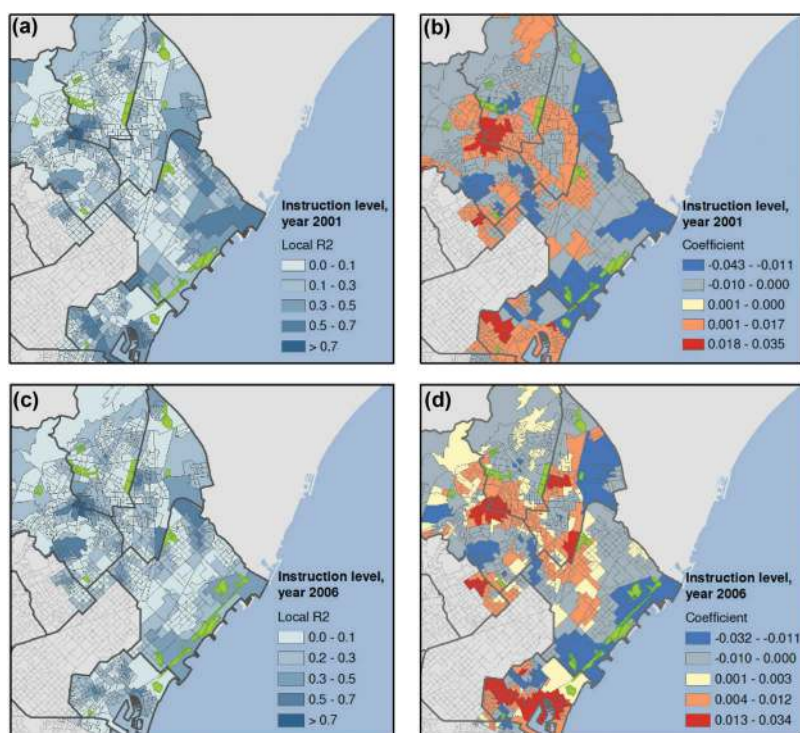 (a)
Instruction level,
year 2001
Local R2
0.0 - 0.1
0.1 - 0.3
0.3 - 0.5
0.5 - 0.7
> 0.7
(b)
Instruction level,
year 2001
Coefficient
-0.043 - -0.011
-0.010 - 0.000
0.001 - 0.000
0.001 - 0.017
0.018 - 0.035
(c)
Instruction level,
year 2006
Local R2
0.0 - 0.1
0.2 - 0.3
0.3 - 0.5
0.5 - 0.7
> 0.7
(d)
Instruction level,
year 2006
Coefficient
-0.032 - -0.011
-0.010 - 0.000
0.001 - 0.003
0.004 - 0.012
0.013 - 0.034